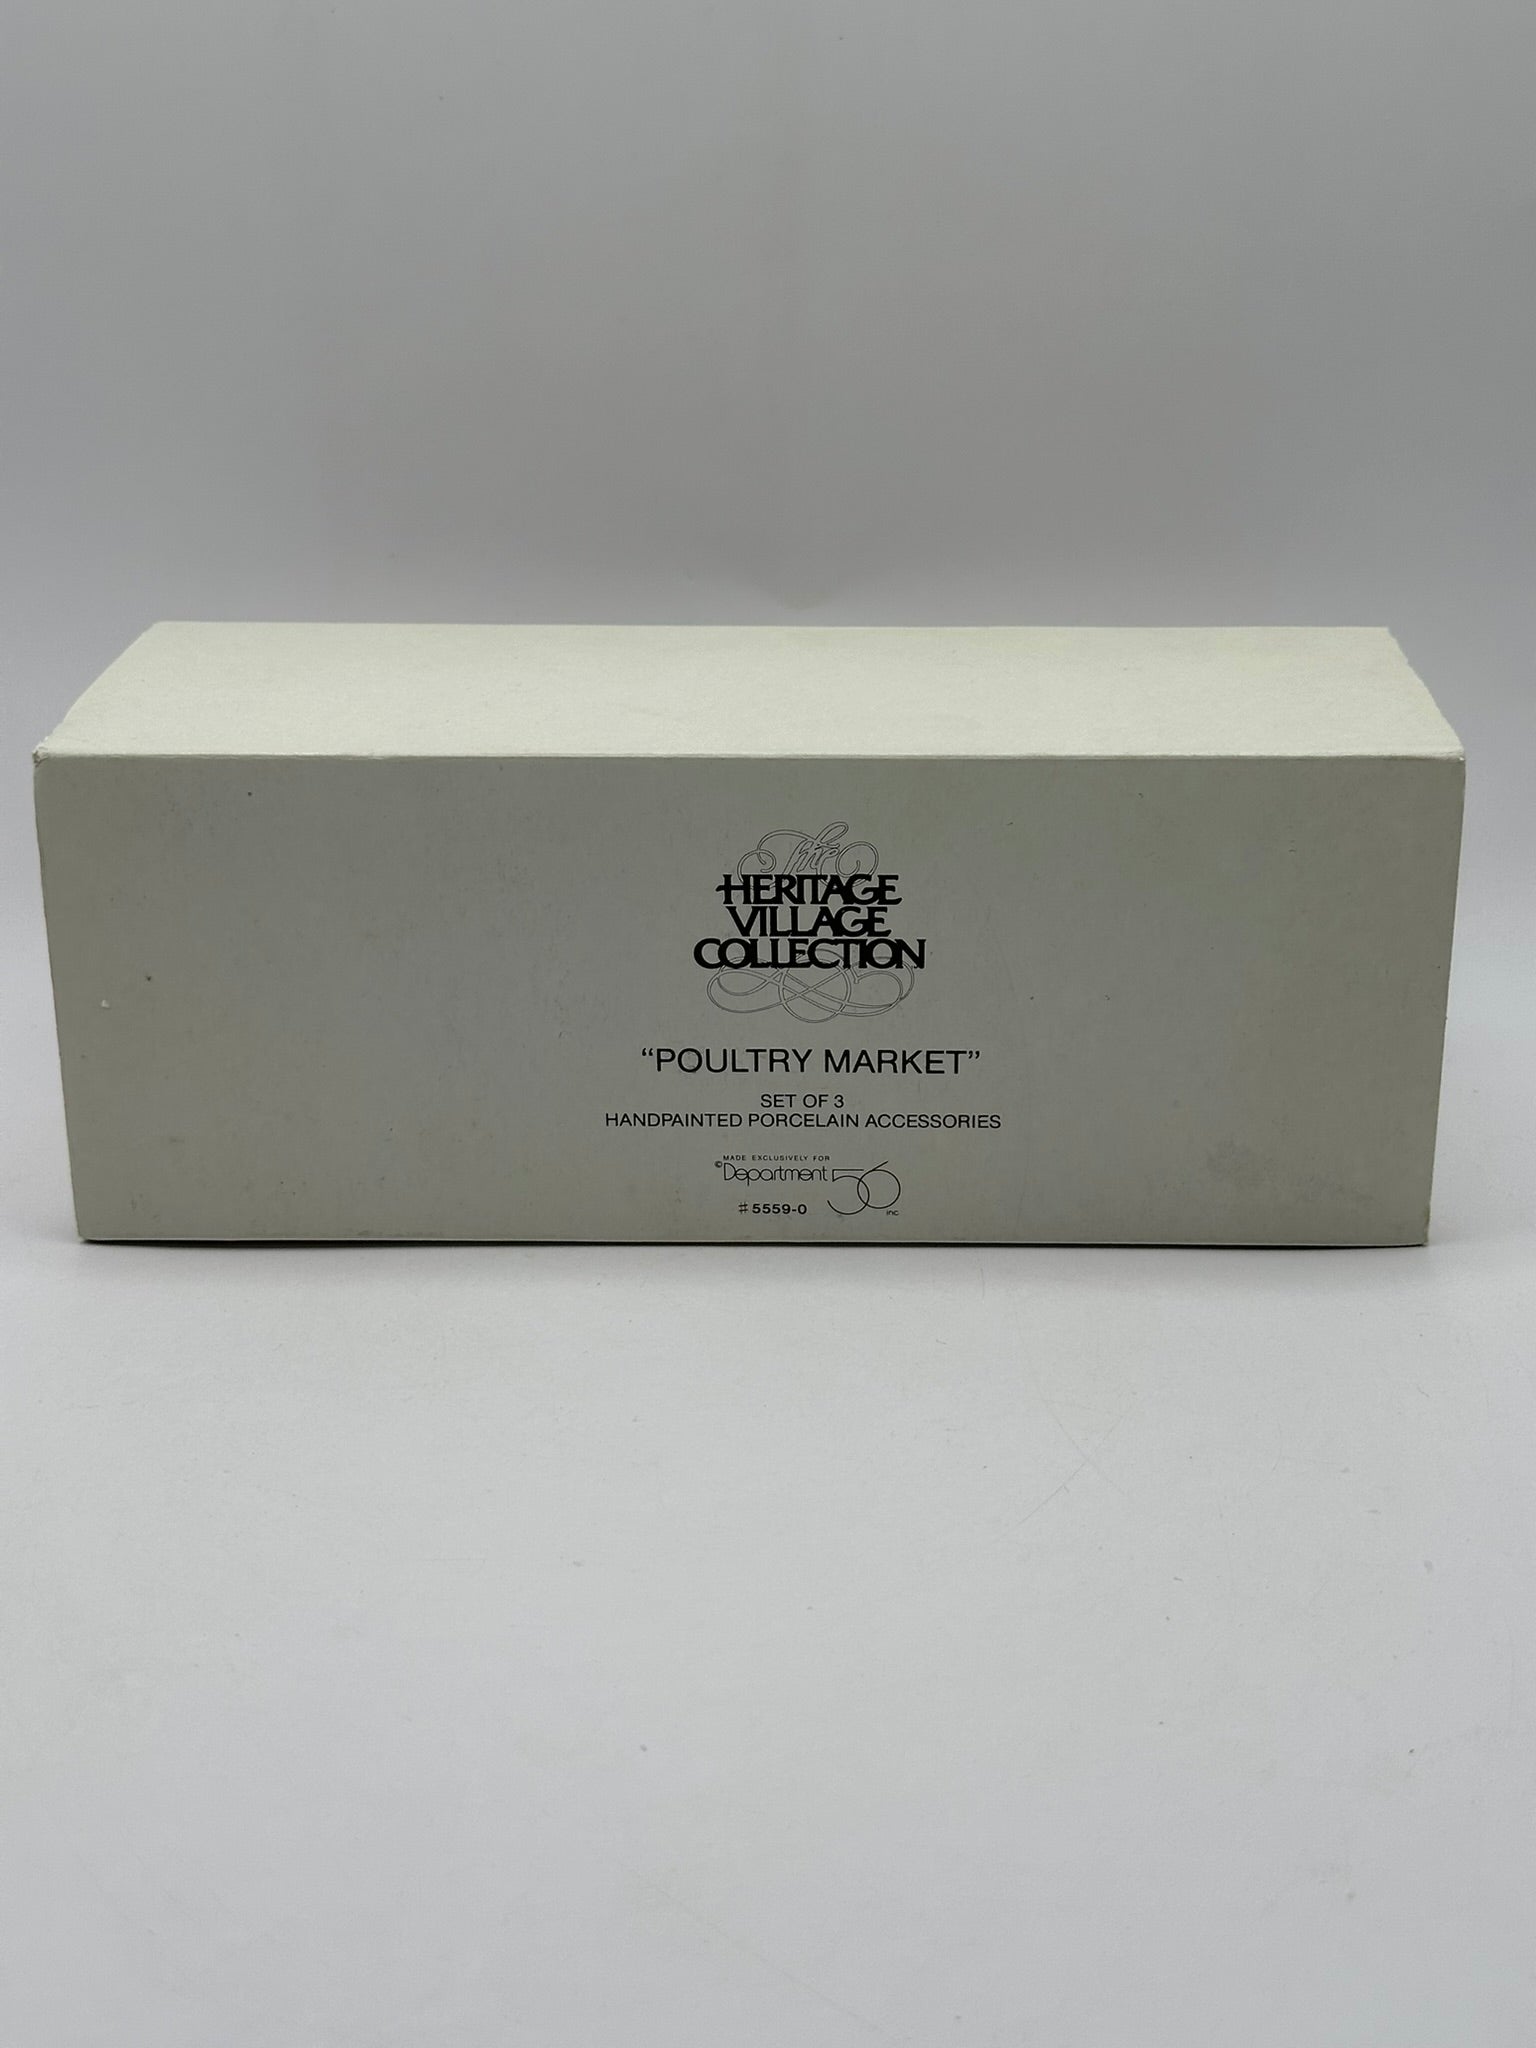 The
HERITAGE
VILLAGE
COLLECTION
“POULTRY MARKET”
SET OF 3
HANDPAINTED PORCELAIN ACCESSORIES
MADE EXCLUSIVELY FOR
©Department 56 inc
#5559-0